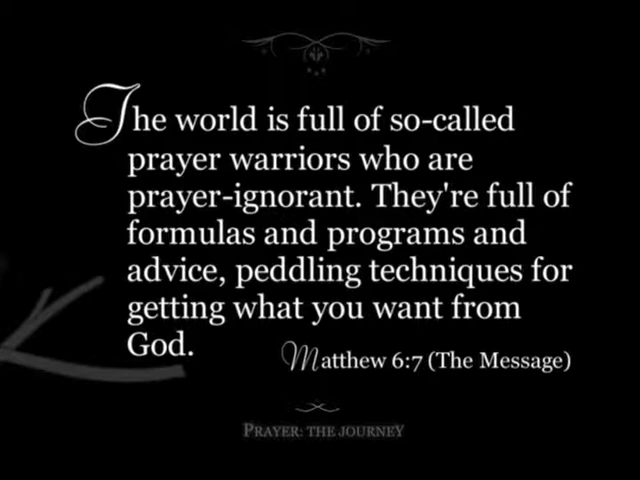 The world is full of so-called
prayer warriors who are
prayer-ignorant. They're full of
formulas and programs and
advice, peddling techniques for
getting what you want from
God.
Matthew 6:7 (The Message)
PRAYER: THE JOURNEY